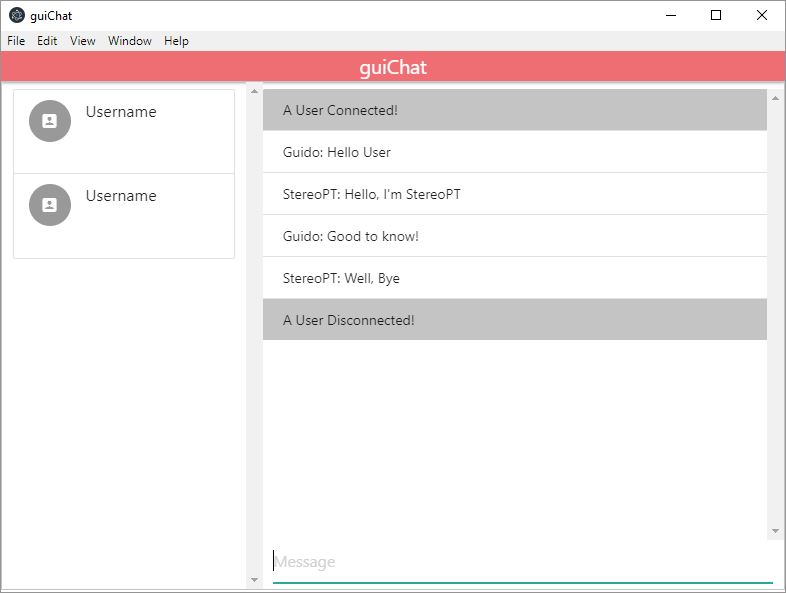 guiChat
File Edit View Window Help
guiChat
Username
Username
A User Connected!
Guido: Hello User
StereoPT: Hello, I'm StereoPT
Guido: Good to know!
StereoPT: Well, Bye
A User Disconnected!
Message